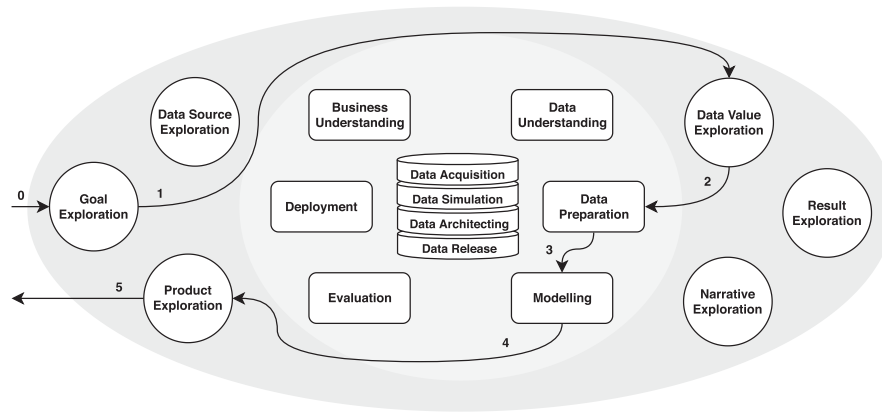 Data Source
Exploration
Business
Understanding
Data
Understanding
Data Value
Exploration
0
Goal
Exploration
1
Deployment
Data Acquisition
Data Simulation
Data Architecting
Data Release
Data
Preparation
2
Result
Exploration
3
5
Product
Exploration
Evaluation
Modelling
Narrative
Exploration
4